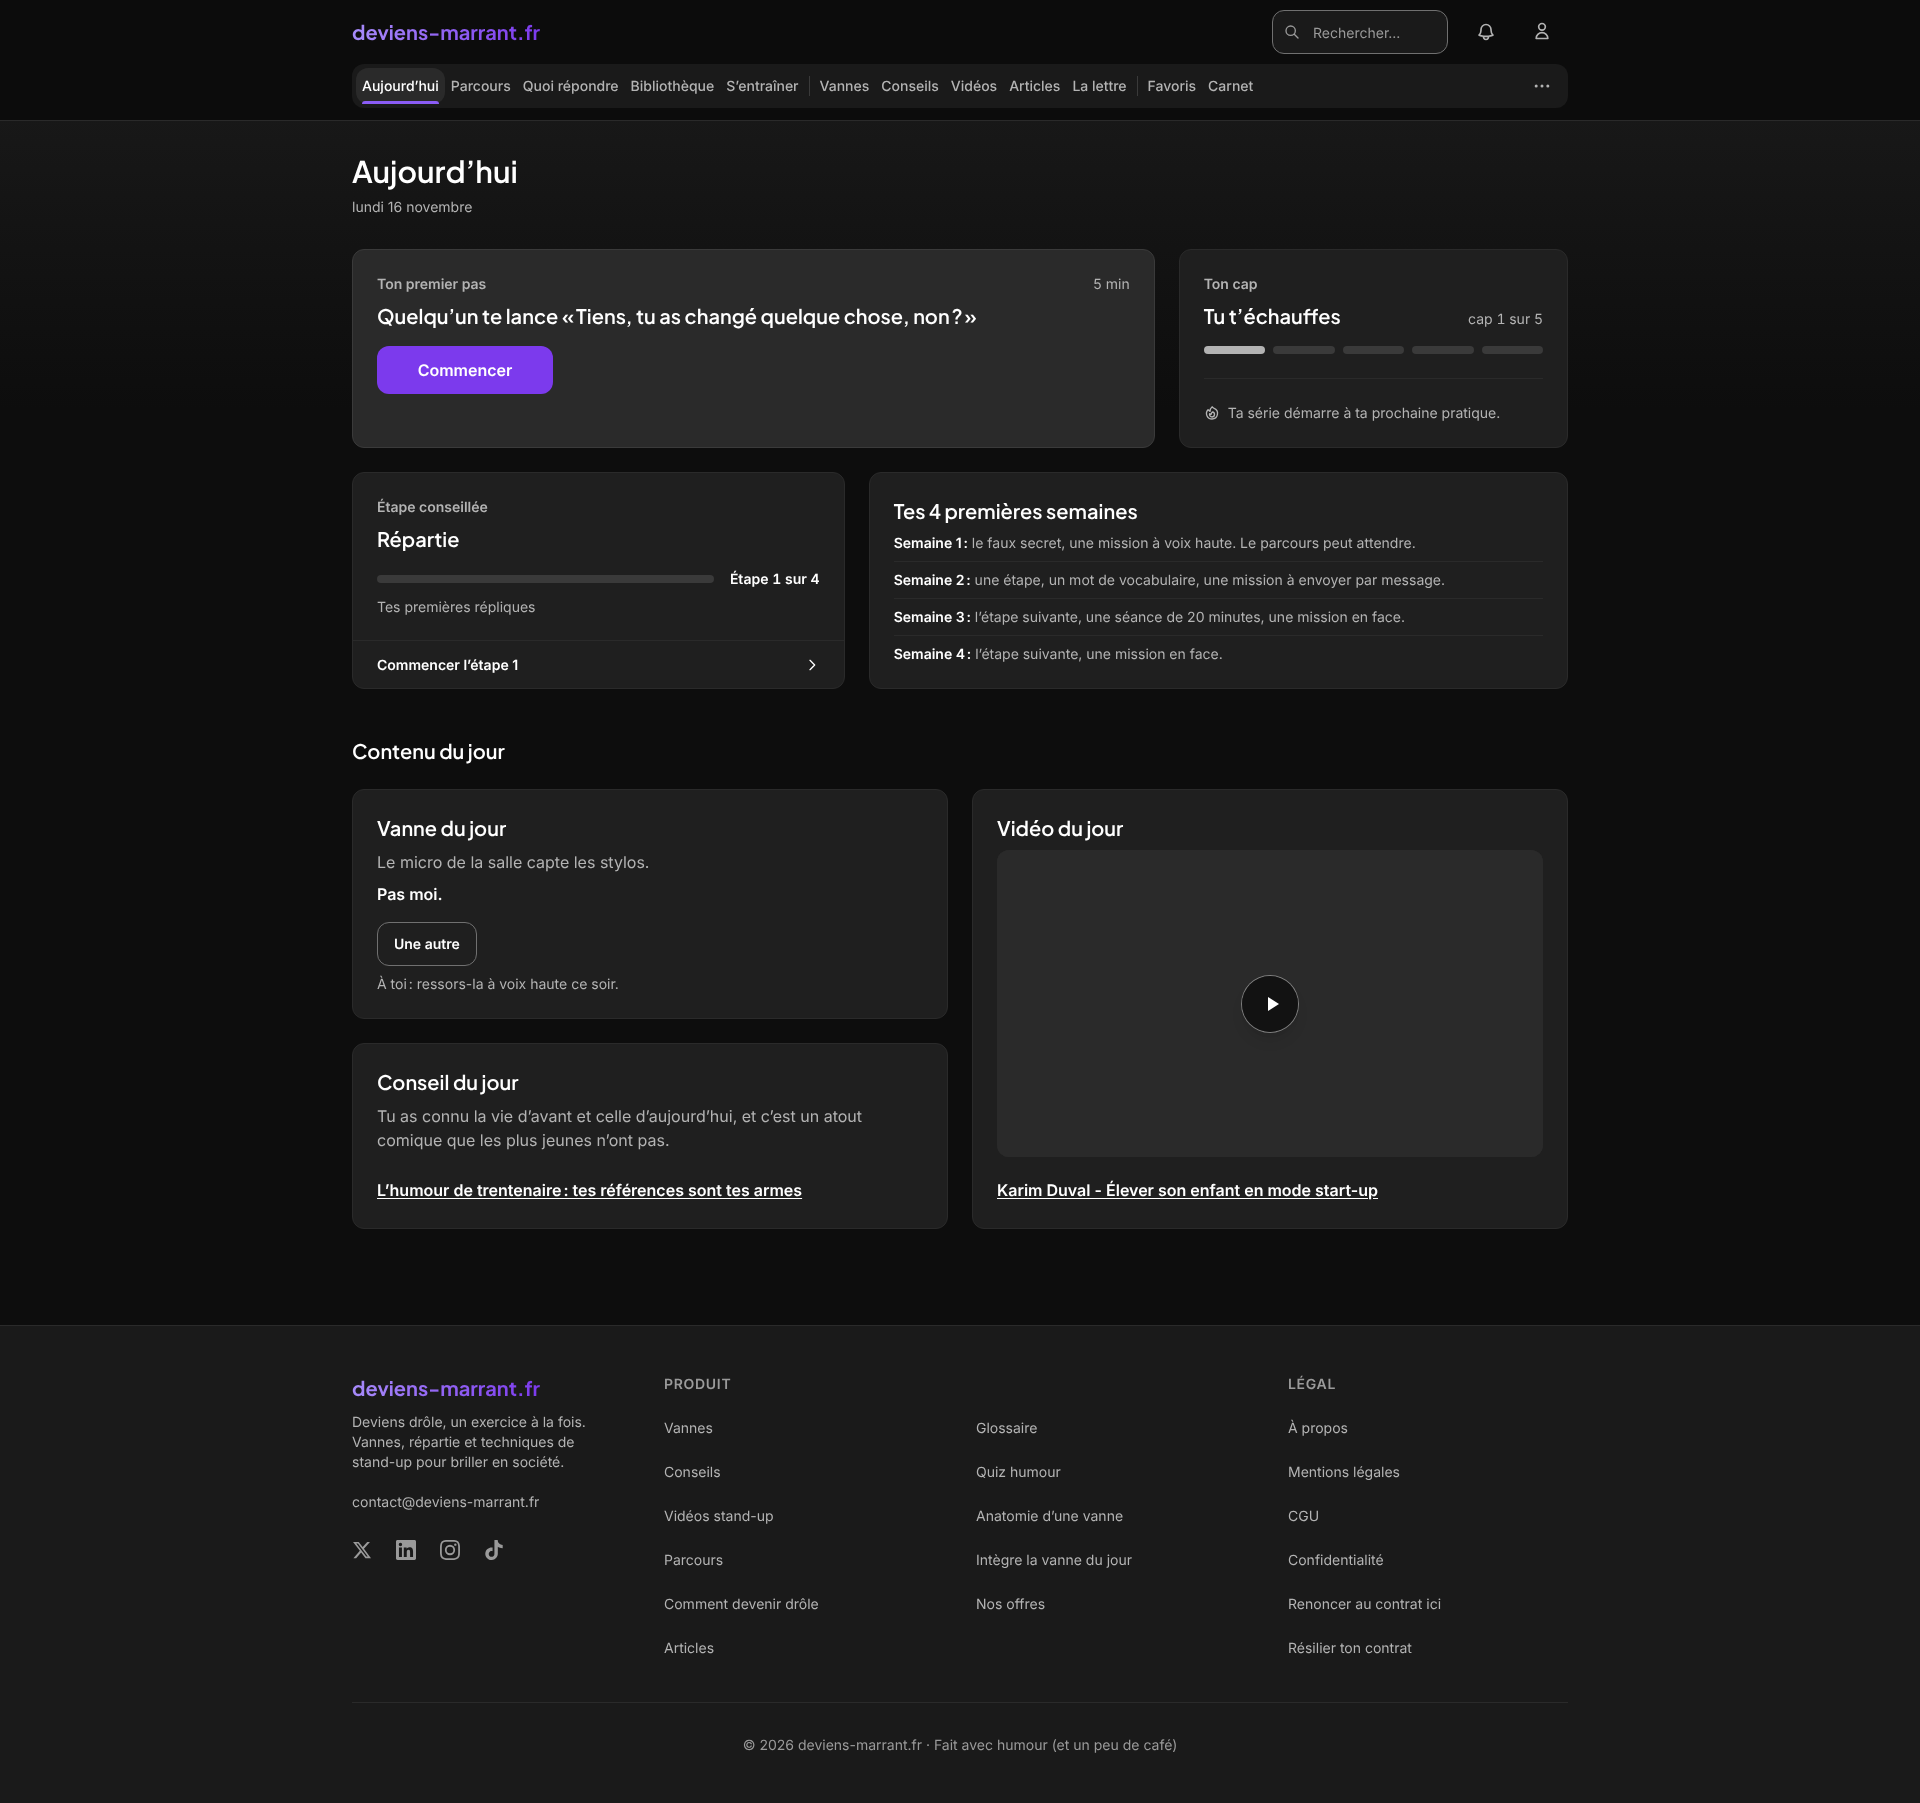 deviens-marrant.fr
Rechercher...
Aujourd’hui Parcours Quoi répondre Bibliothèque S’entraîner Vannes Conseils Vidéos Articles La lettre Favoris Carnet
Aujourd’hui
lundi 16 novembre
Ton premier pas
5 min
Quelqu’un te lance « Tiens, tu as changé quelque chose, non ? »
Commencer
Ton cap
Tu t’échauffes
cap 1 sur 5
Ta série démarre à ta prochaine pratique.
Étape conseillée
Répartie
Étape 1 sur 4
Tes premières répliques
Commencer l’étape 1
Tes 4 premières semaines
Semaine 1 : le faux secret, une mission à voix haute. Le parcours peut attendre.
Semaine 2 : une étape, un mot de vocabulaire, une mission à envoyer par message.
Semaine 3 : l’étape suivante, une séance de 20 minutes, une mission en face.
Semaine 4 : l’étape suivante, une mission en face.
Contenu du jour
Vanne du jour
Le micro de la salle capte les stylos.
Pas moi.
Une autre
À toi : ressors-la à voix haute ce soir.
Conseil du jour
Tu as connu la vie d’avant et celle d’aujourd’hui, et c’est un atout
comique que les plus jeunes n’ont pas.
L’humour de trentenaire : tes références sont tes armes
Vidéo du jour
Karim Duval - Élever son enfant en mode start-up
deviens-marrant.fr
Deviens drôle, un exercice à la fois.
Vannes, répartie et techniques de
stand-up pour briller en société.
contact@deviens-marrant.fr
PRODUIT
Vannes
Conseils
Vidéos stand-up
Parcours
Comment devenir drôle
Articles
Glossaire
Quiz humour
Anatomie d’une vanne
Intègre la vanne du jour
Nos offres
LÉGAL
À propos
Mentions légales
CGU
Confidentialité
Renoncer au contrat ici
Résilier ton contrat
© 2026 deviens-marrant.fr · Fait avec humour (et un peu de café)